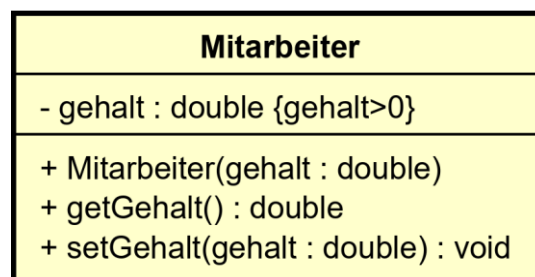 Mitarbeiter
- gehalt : double {gehalt>0}
+ Mitarbeiter(gehalt : double)
+ getGehalt() : double
+ setGehalt(gehalt : double) : void